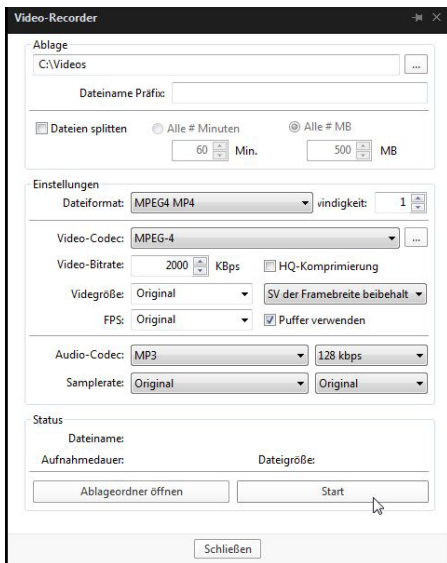 Video-Recorder
Ablage
C:\Videos ...
Dateiname Präfix:
Dateien splitten Alle # Minuten Alle # MB
60 Min. 500 MB
Einstellungen
Dateiformat: MPEG4 MP4 vindigkeit: 1
Video-Codec: MPEG-4 ...
Video-Bitrate: 2000 KBps HQ-Komprimierung
Videgröße: Original SV der Framebreite beibehalt
FPS: Original Puffer verwenden
Audio-Codec: MP3 128 kbps
Samplerate: Original Original
Status
Dateiname:
Aufnahmedauer: Dateigröße:
Ablageordner öffnen Start
Schließen